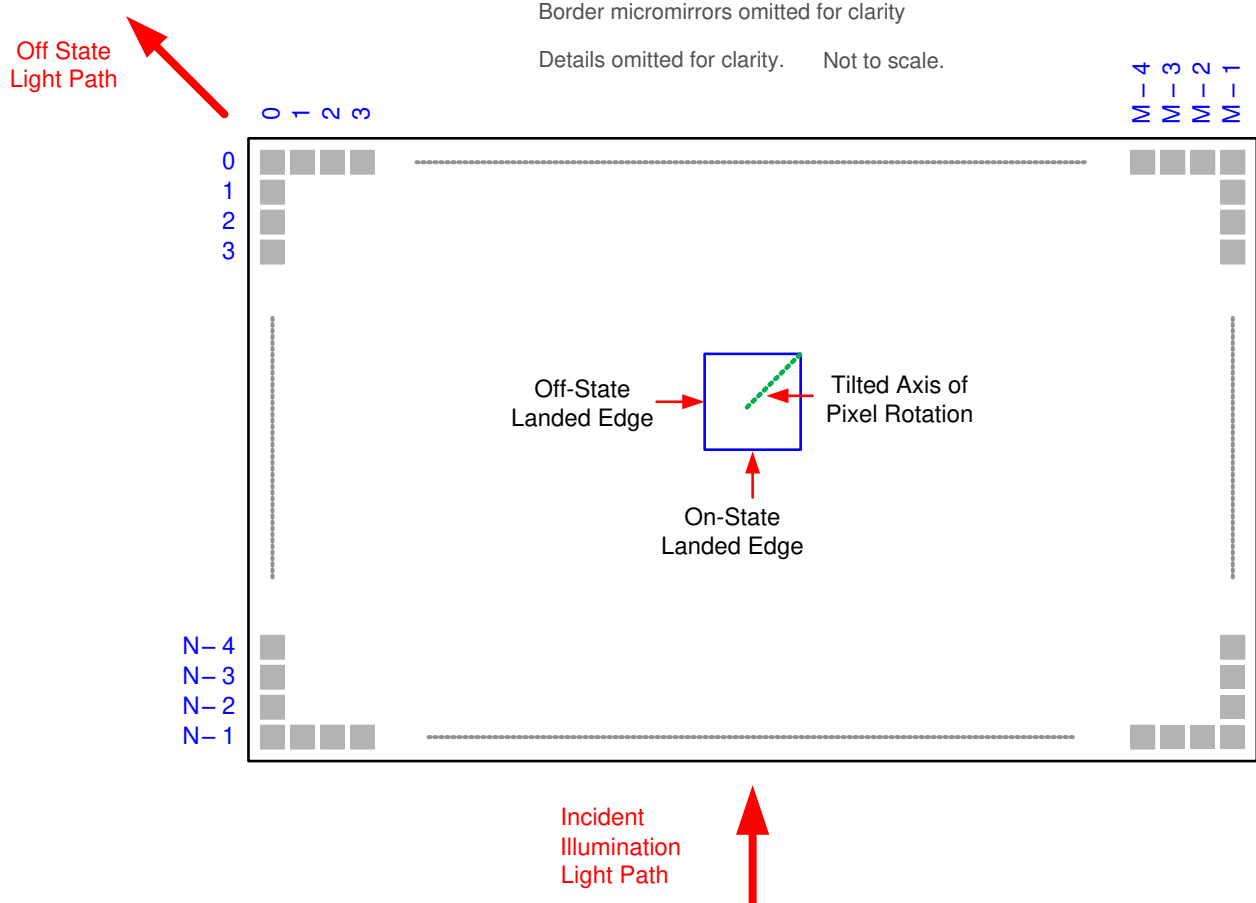 Border micromirrors omitted for clarity
Details omitted for clarity. Not to scale.
Off State
Light Path
0 1 2 3
M – 4 M – 3 M – 2 M – 1
0
1
2
3
Off-State
Landed Edge
Tilted Axis of
Pixel Rotation
On-State
Landed Edge
N– 4
N– 3
N– 2
N– 1
Incident
Illumination
Light Path